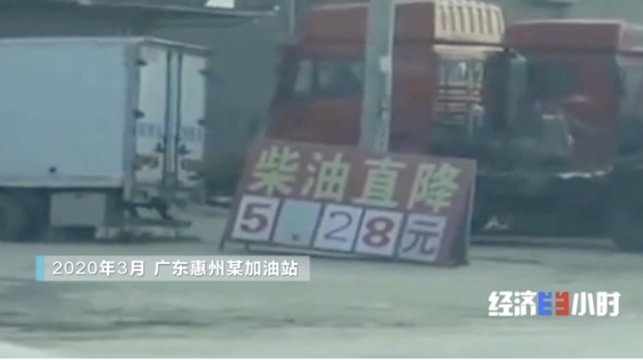 柴油直降
5.28元
2020年3月 广东惠州某加油站
经济半小时